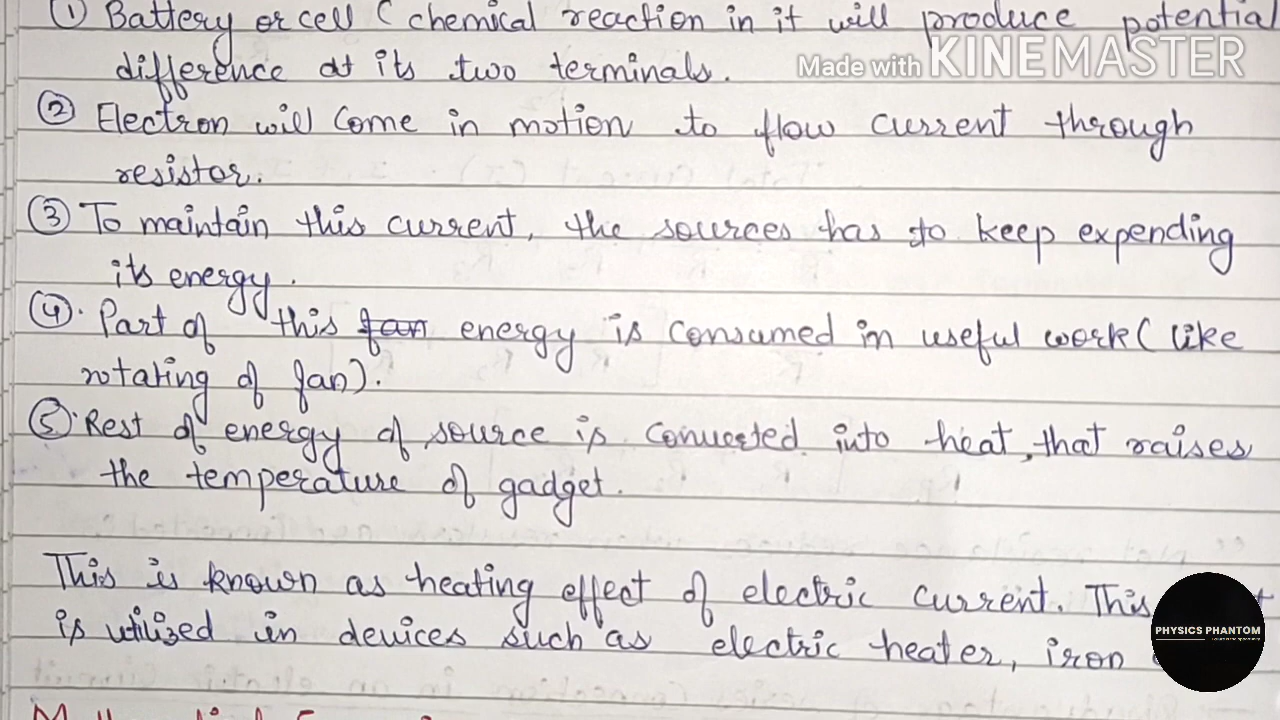 ① Battery or cell ( chemical reaction in it will produce potential
difference at its two terminals.
Made with KINEMASTER
② Electron will come in motion to flow current through
resistor.
③ To maintain this current, the sources has to keep expending
its energy.
④. Part of this fan energy is consumed in useful work ( like
rotating of fan).
⑤. Rest of energy of source is converted into heat, that raises
the temperature of gadget.
This is known as heating effect of electric current. This
is utilized in devices such as electric heater, iron
PHYSICS PHANTOM